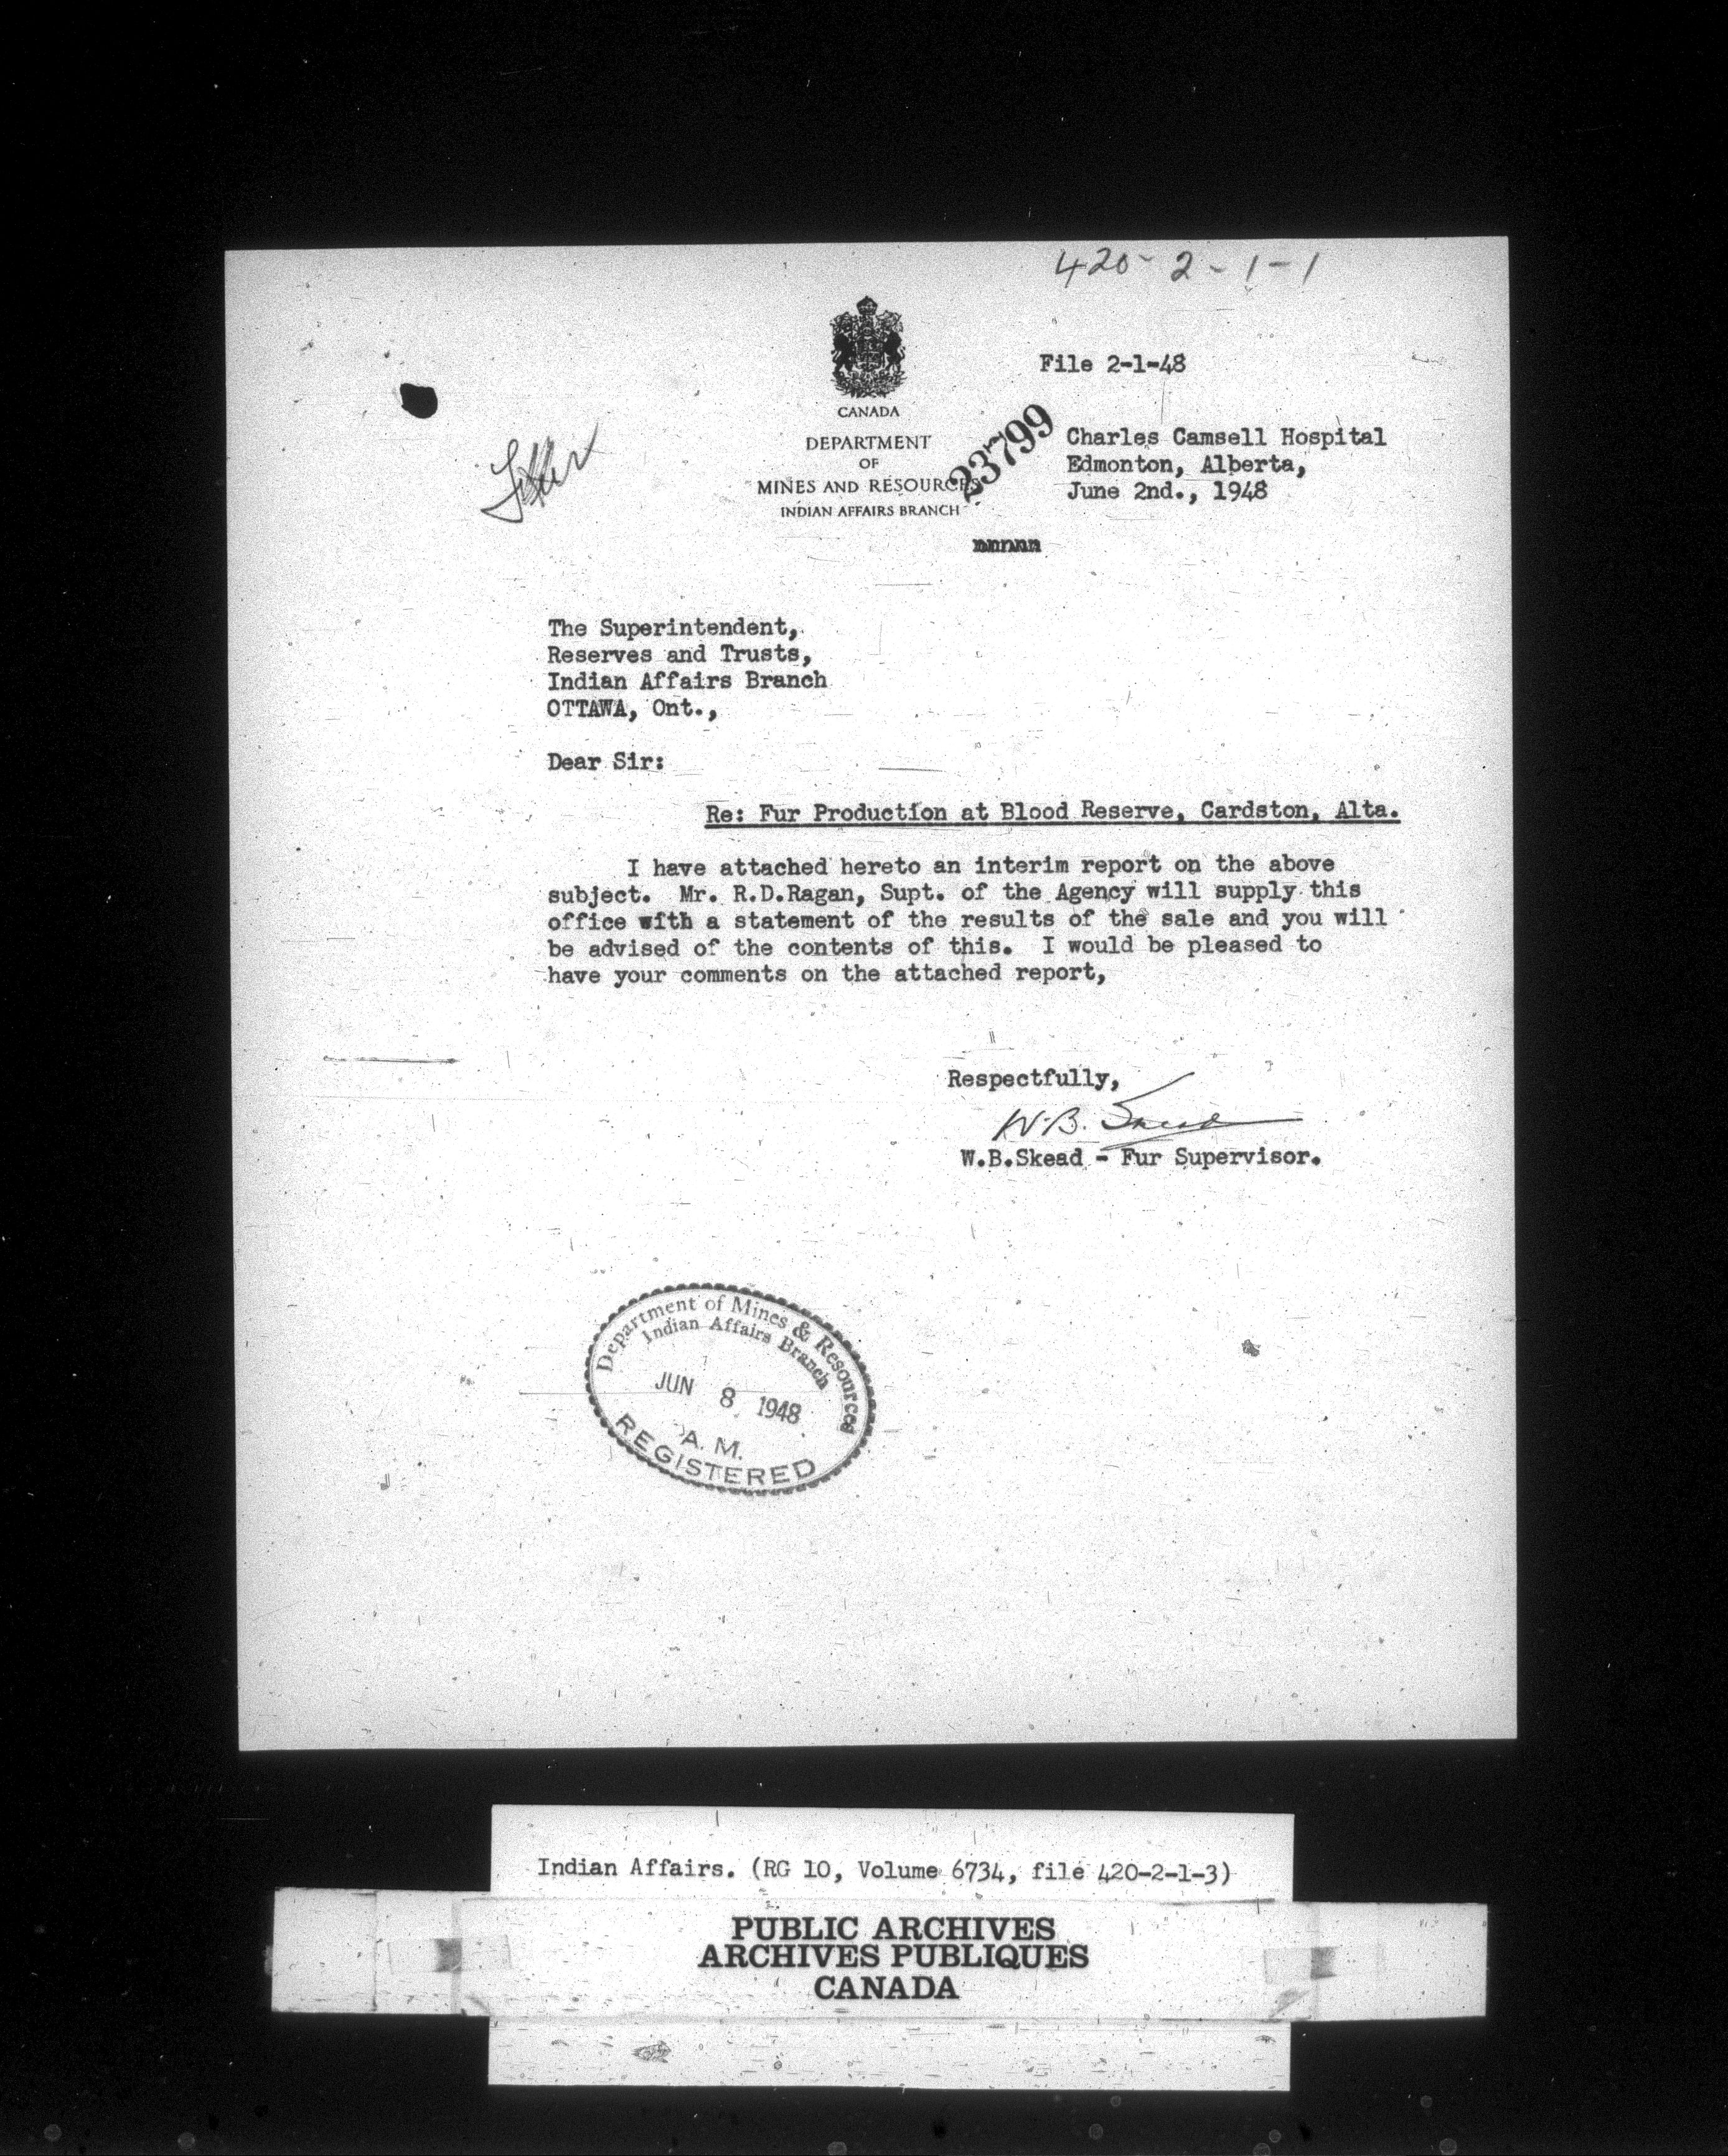 420-2-1-1
File 2-1-48
CANADA
DEPARTMENT
OF
MINES AND RESOURCES
INDIAN AFFAIRS BRANCH
23799
Charles Camsell Hospital
Edmonton, Alberta,
June 2nd., 1948
The Superintendent,
Reserves and Trusts,
Indian Affairs Branch
OTTAWA, Ont.,
Dear Sir:
Re: Fur Production at Blood Reserve, Cardston, Alta.
I have attached hereto an interim report on the above
subject. Mr. R.D.Ragan, Supt. of the Agency will supply this
office with a statement of the results of the sale and you will
be advised of the contents of this. I would be pleased to
have your comments on the attached report,
Respectfully,
W.B. Skead
W.B.Skead - Fur Supervisor.
Department of Mines & Resources
Indian Affairs Branch
JUN 8 1948
A. M.
REGISTERED
Indian Affairs. (RG 10, Volume 6734, file 420-2-1-3)
PUBLIC ARCHIVES
ARCHIVES PUBLIQUES
CANADA